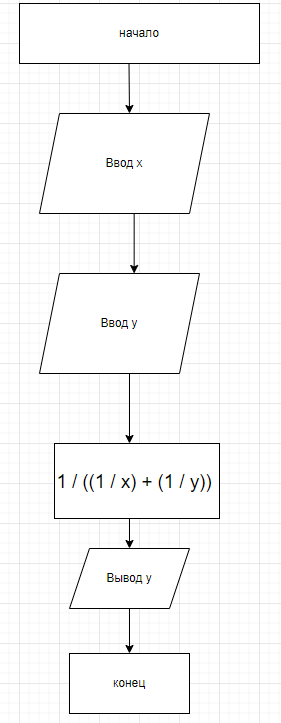 начало
Ввод x
Ввод y
1 / ((1 / x) + (1 / y))
Вывод y
конец